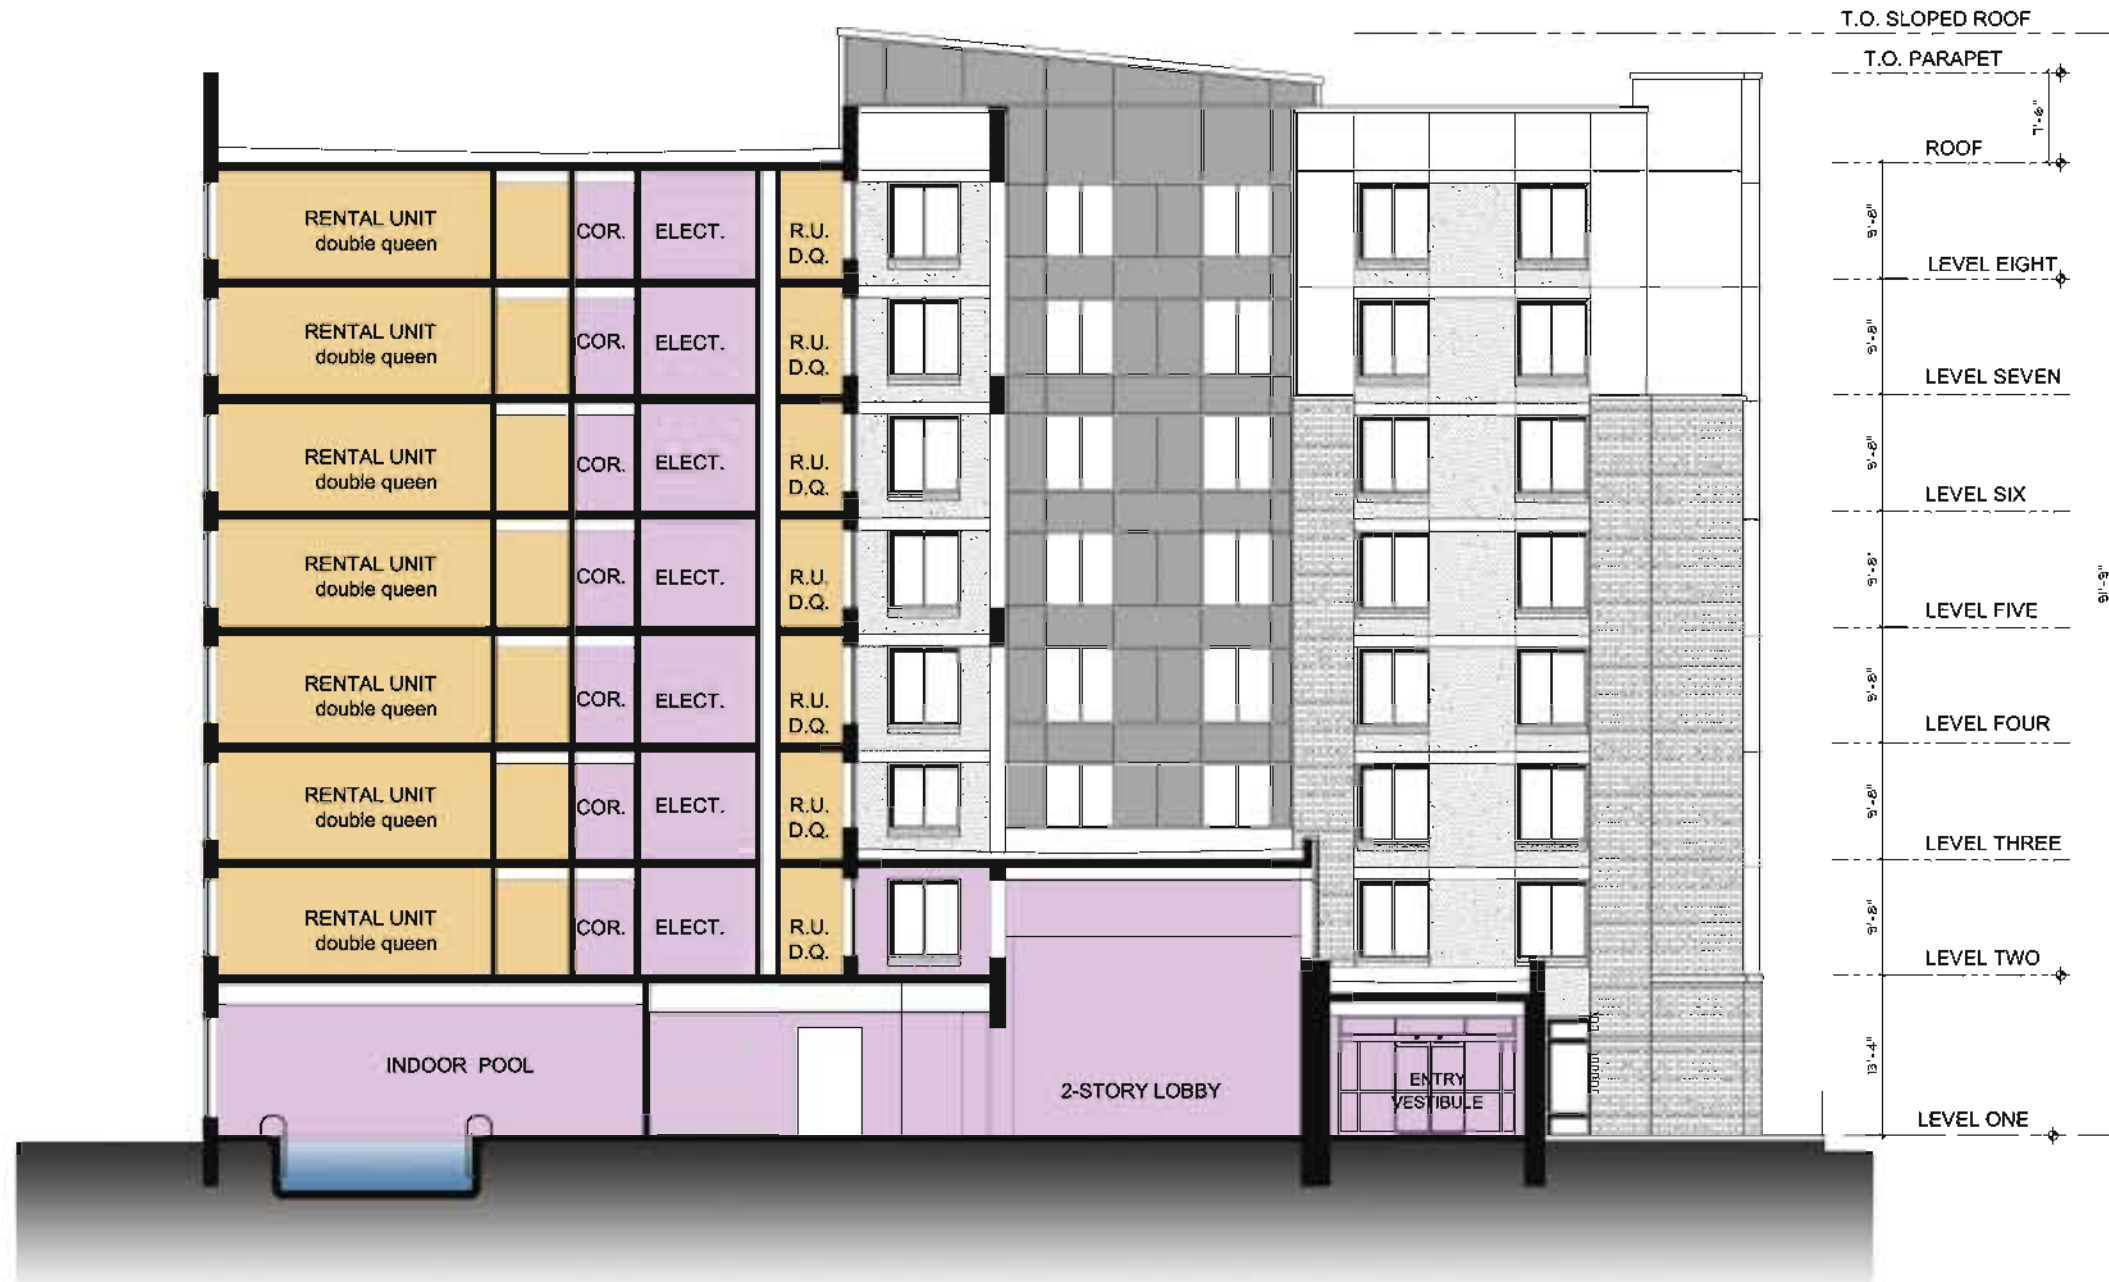 T.O. SLOPED ROOF
T.O. PARAPET
ROOF
RENTAL UNIT
double queen
COR.
ELECT.
R.U.
D.Q.
9'-8"
LEVEL EIGHT
RENTAL UNIT
double queen
COR.
ELECT.
R.U.
D.Q.
9'-8"
LEVEL SEVEN
RENTAL UNIT
double queen
COR.
ELECT.
R.U.
D.Q.
9'-8"
LEVEL SIX
RENTAL UNIT
double queen
COR.
ELECT.
R.U.
D.Q.
9'-8"
LEVEL FIVE
RENTAL UNIT
double queen
COR.
ELECT.
R.U.
D.Q.
9'-8"
LEVEL FOUR
RENTAL UNIT
double queen
COR.
ELECT.
R.U.
D.Q.
9'-8"
LEVEL THREE
RENTAL UNIT
double queen
COR.
ELECT.
R.U.
D.Q.
9'-8"
LEVEL TWO
INDOOR POOL
2-STORY LOBBY
ENTRY
VESTIBULE
13'-4"
LEVEL ONE